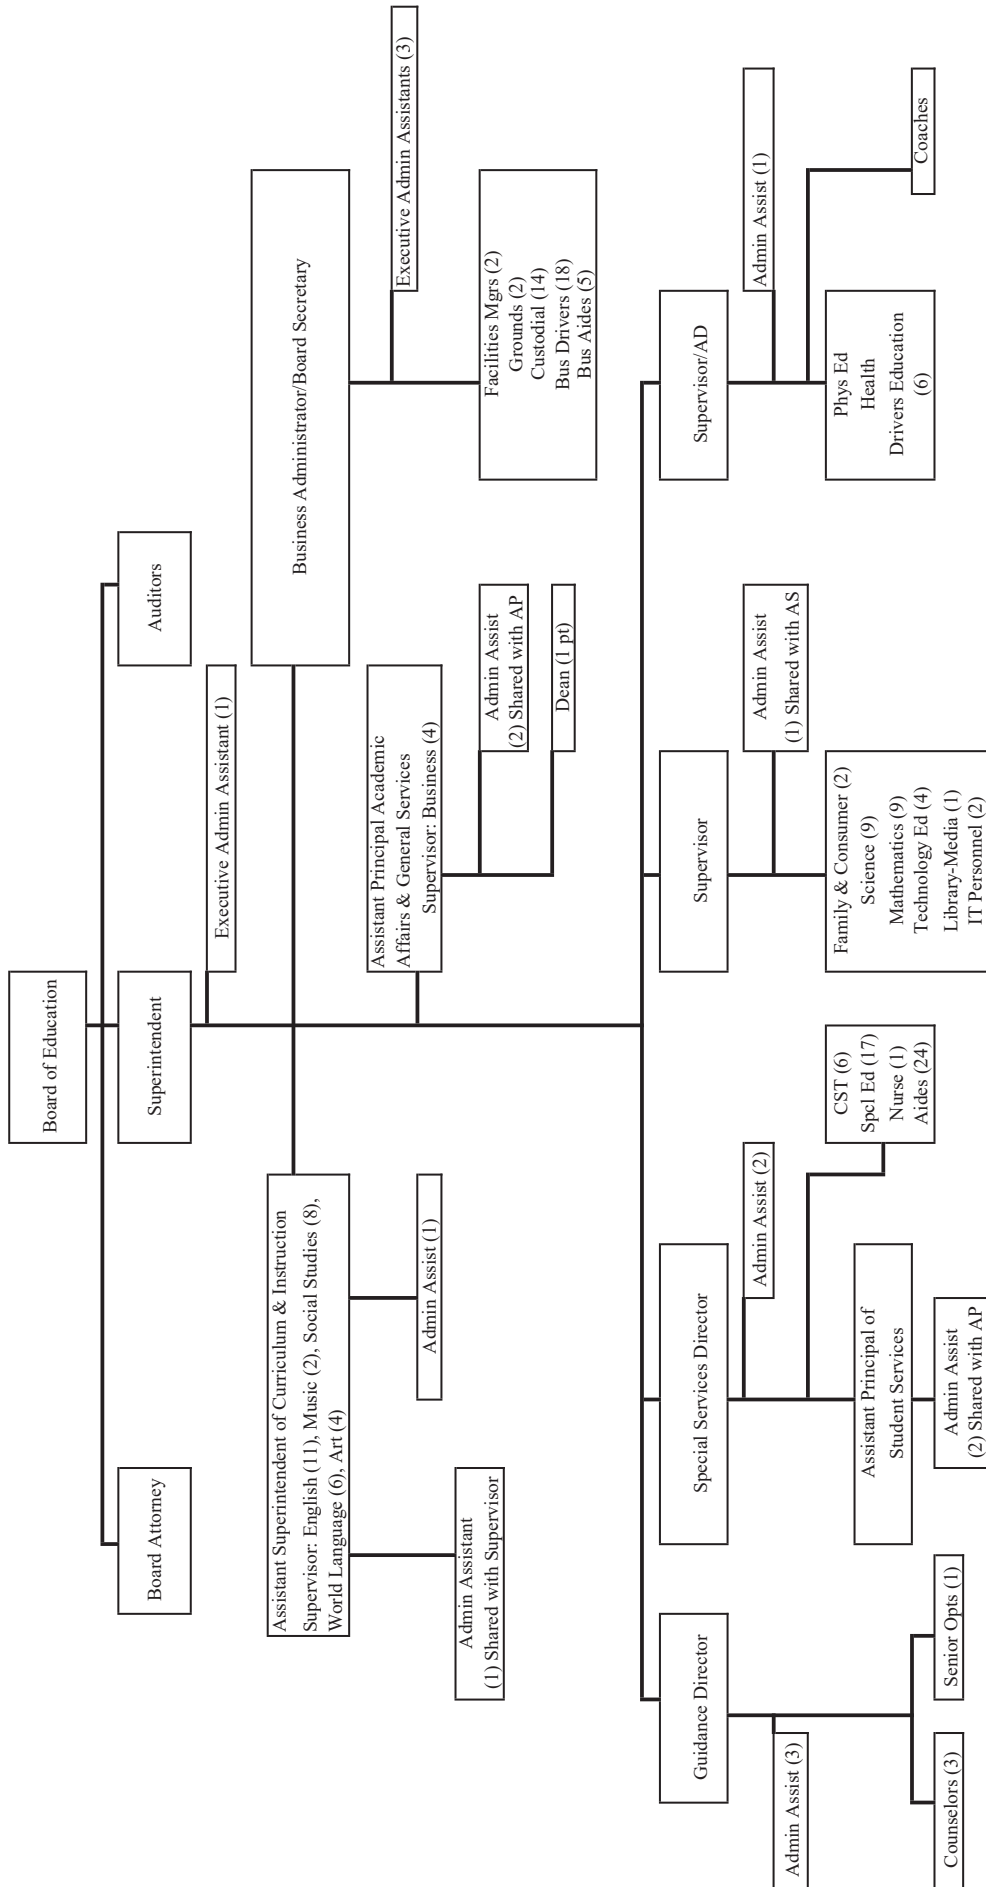 Board of Education
Board Attorney
Superintendent
Auditors
Executive Admin Assistant (1)
Assistant Superintendent of Curriculum & Instruction
Supervisor: English (11), Music (2), Social Studies (8),
World Language (6), Art (4)
Business Administrator/Board Secretary
Admin Assist (1)
Admin Assistant
(1) Shared with Supervisor
Assistant Principal Academic
Affairs & General Services
Supervisor: Business (4)
Admin Assist
(2) Shared with AP
Dean (1 pt)
Executive Admin Assistants (3)
Facilities Mgrs (2)
Grounds (2)
Custodial (14)
Bus Drivers (18)
Bus Aides (5)
Guidance Director
Admin Assist (3)
Counselors (3)
Senior Opts (1)
Special Services Director
Admin Assist (2)
CST (6)
Spcl Ed (17)
Nurse (1)
Aides (24)
Assistant Principal of
Student Services
Admin Assist
(2) Shared with AP
Supervisor
Admin Assist
(1) Shared with AS
Family & Consumer (2)
Science (9)
Mathematics (9)
Technology Ed (4)
Library-Media (1)
IT Personnel (2)
Supervisor/AD
Admin Assist (1)
Phys Ed
Health
Drivers Education
(6)
Coaches